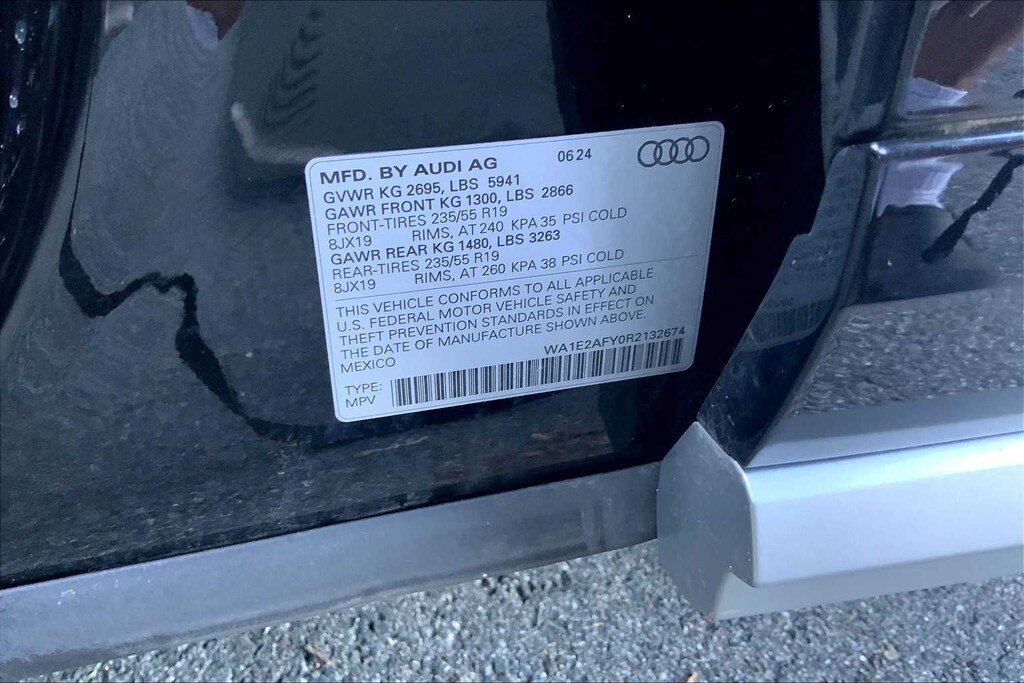 MFD. BY AUDI AG 06 24
GVWR KG 2695, LBS 5941
GAWR FRONT KG 1300, LBS 2866
FRONT-TIRES 235/55 R19
8JX19 RIMS, AT 240 KPA 35 PSI COLD
GAWR REAR KG 1480, LBS 3263
REAR-TIRES 235/55 R19
8JX19 RIMS, AT 260 KPA 38 PSI COLD
THIS VEHICLE CONFORMS TO ALL APPLICABLE
U.S. FEDERAL MOTOR VEHICLE SAFETY AND
THEFT PREVENTION STANDARDS IN EFFECT ON
THE DATE OF MANUFACTURE SHOWN ABOVE.
MEXICO WA1E2AFY0R2132674
TYPE:
MPV